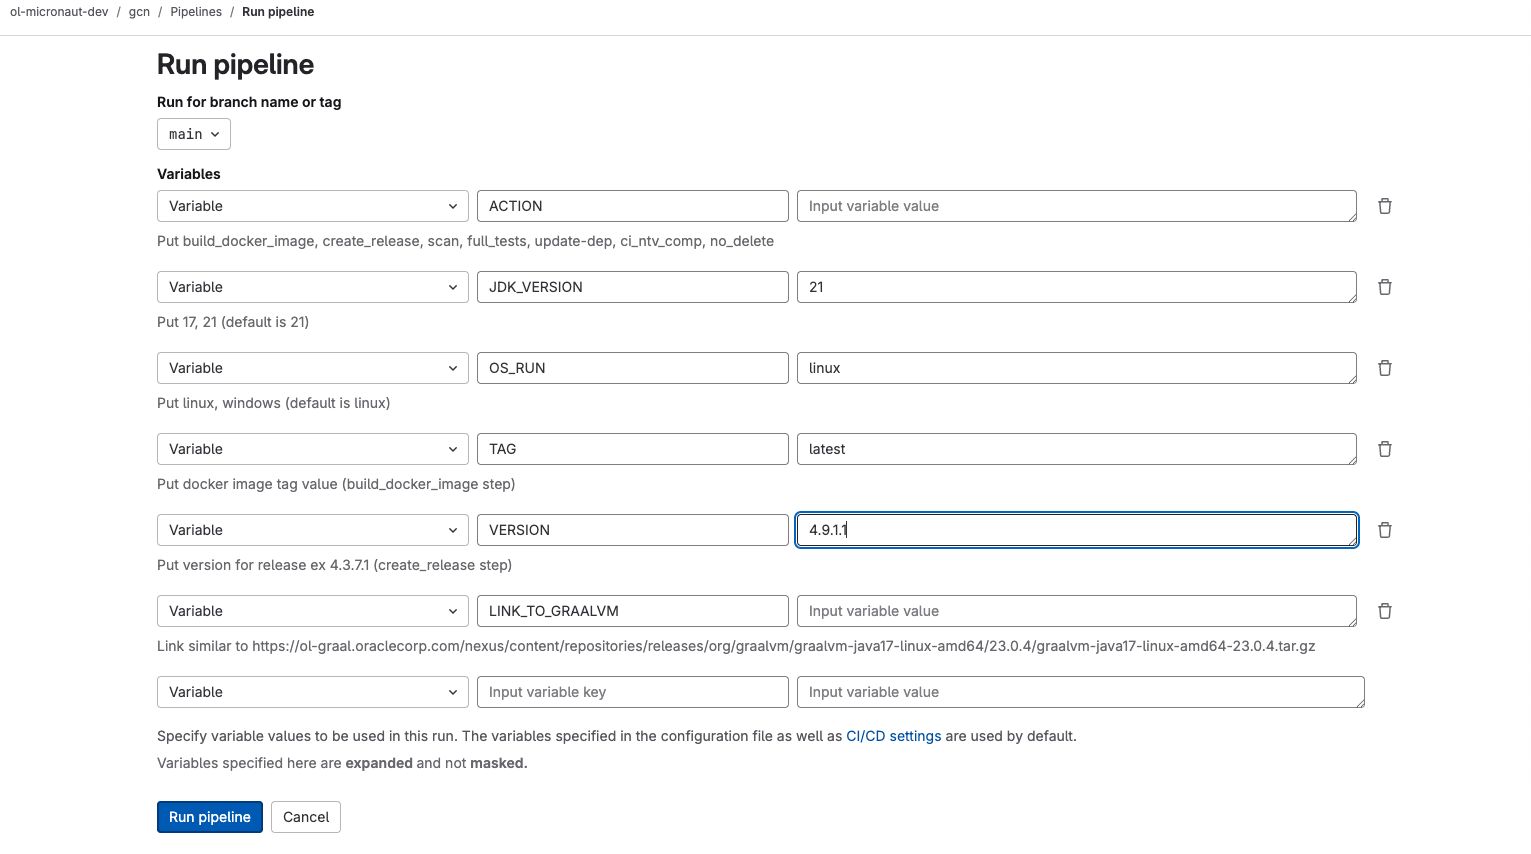 ol-micronaut-dev / gcn / Pipelines / Run pipeline
Run pipeline
Run for branch name or tag
main
Variables
Variable ACTION Input variable value
Put build_docker_image, create_release, scan, full_tests, update-dep, ci_ntv_comp, no_delete
Variable JDK_VERSION 21
Put 17, 21 (default is 21)
Variable OS_RUN linux
Put linux, windows (default is linux)
Variable TAG latest
Put docker image tag value (build_docker_image step)
Variable VERSION 4.9.1.1
Put version for release ex 4.3.7.1 (create_release step)
Variable LINK_TO_GRAALVM Input variable value
Link similar to https://ol-graal.oraclecorp.com/nexus/content/repositories/releases/org/graalvm/graalvm-java17-linux-amd64/23.0.4/graalvm-java17-linux-amd64-23.0.4.tar.gz
Variable Input variable key Input variable value
Specify variable values to be used in this run. The variables specified in the configuration file as well as CI/CD settings are used by default.
Variables specified here are expanded and not masked.
Run pipeline Cancel